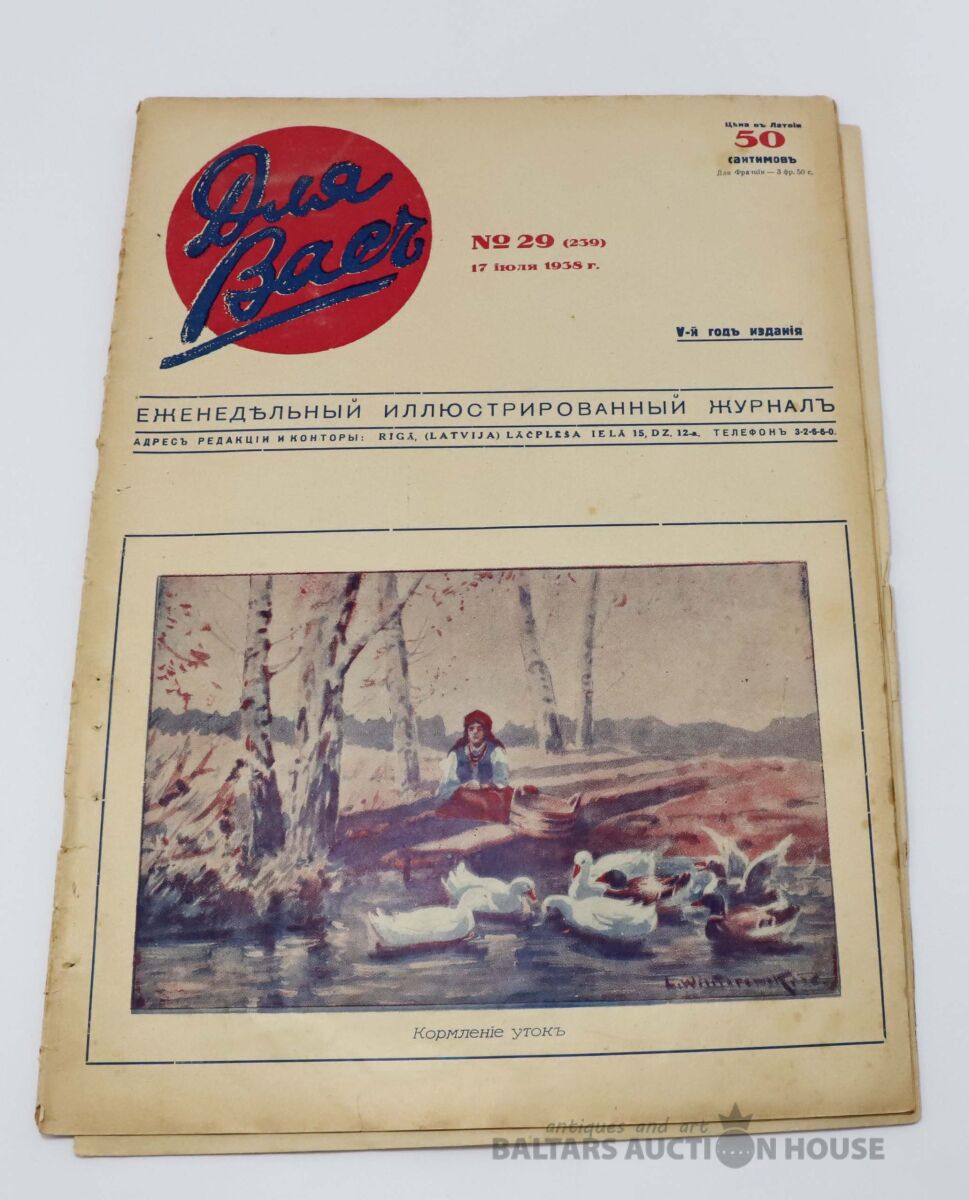 Для
Васъ
Цѣна въ Латвіи
50
сантимовъ
Для Франціи — 3 фр. 50 с.
№ 29 (239)
17 іюля 1938 г.
V-й годъ изданія
ЕЖЕНЕДѢЛЬНЫЙ ИЛЛЮСТРИРОВАННЫЙ ЖУРНАЛЪ
АДРЕСЪ РЕДАКЦІИ И КОНТОРЫ: RIGĀ, (LATVIJA) LĀČPLĒSA IELĀ 15, DZ. 12-a. ТЕЛЕФОНЪ 3-2-6-6-0.
Кормленіе утокъ
antiques and art
BALTARS AUCTION HOUSE